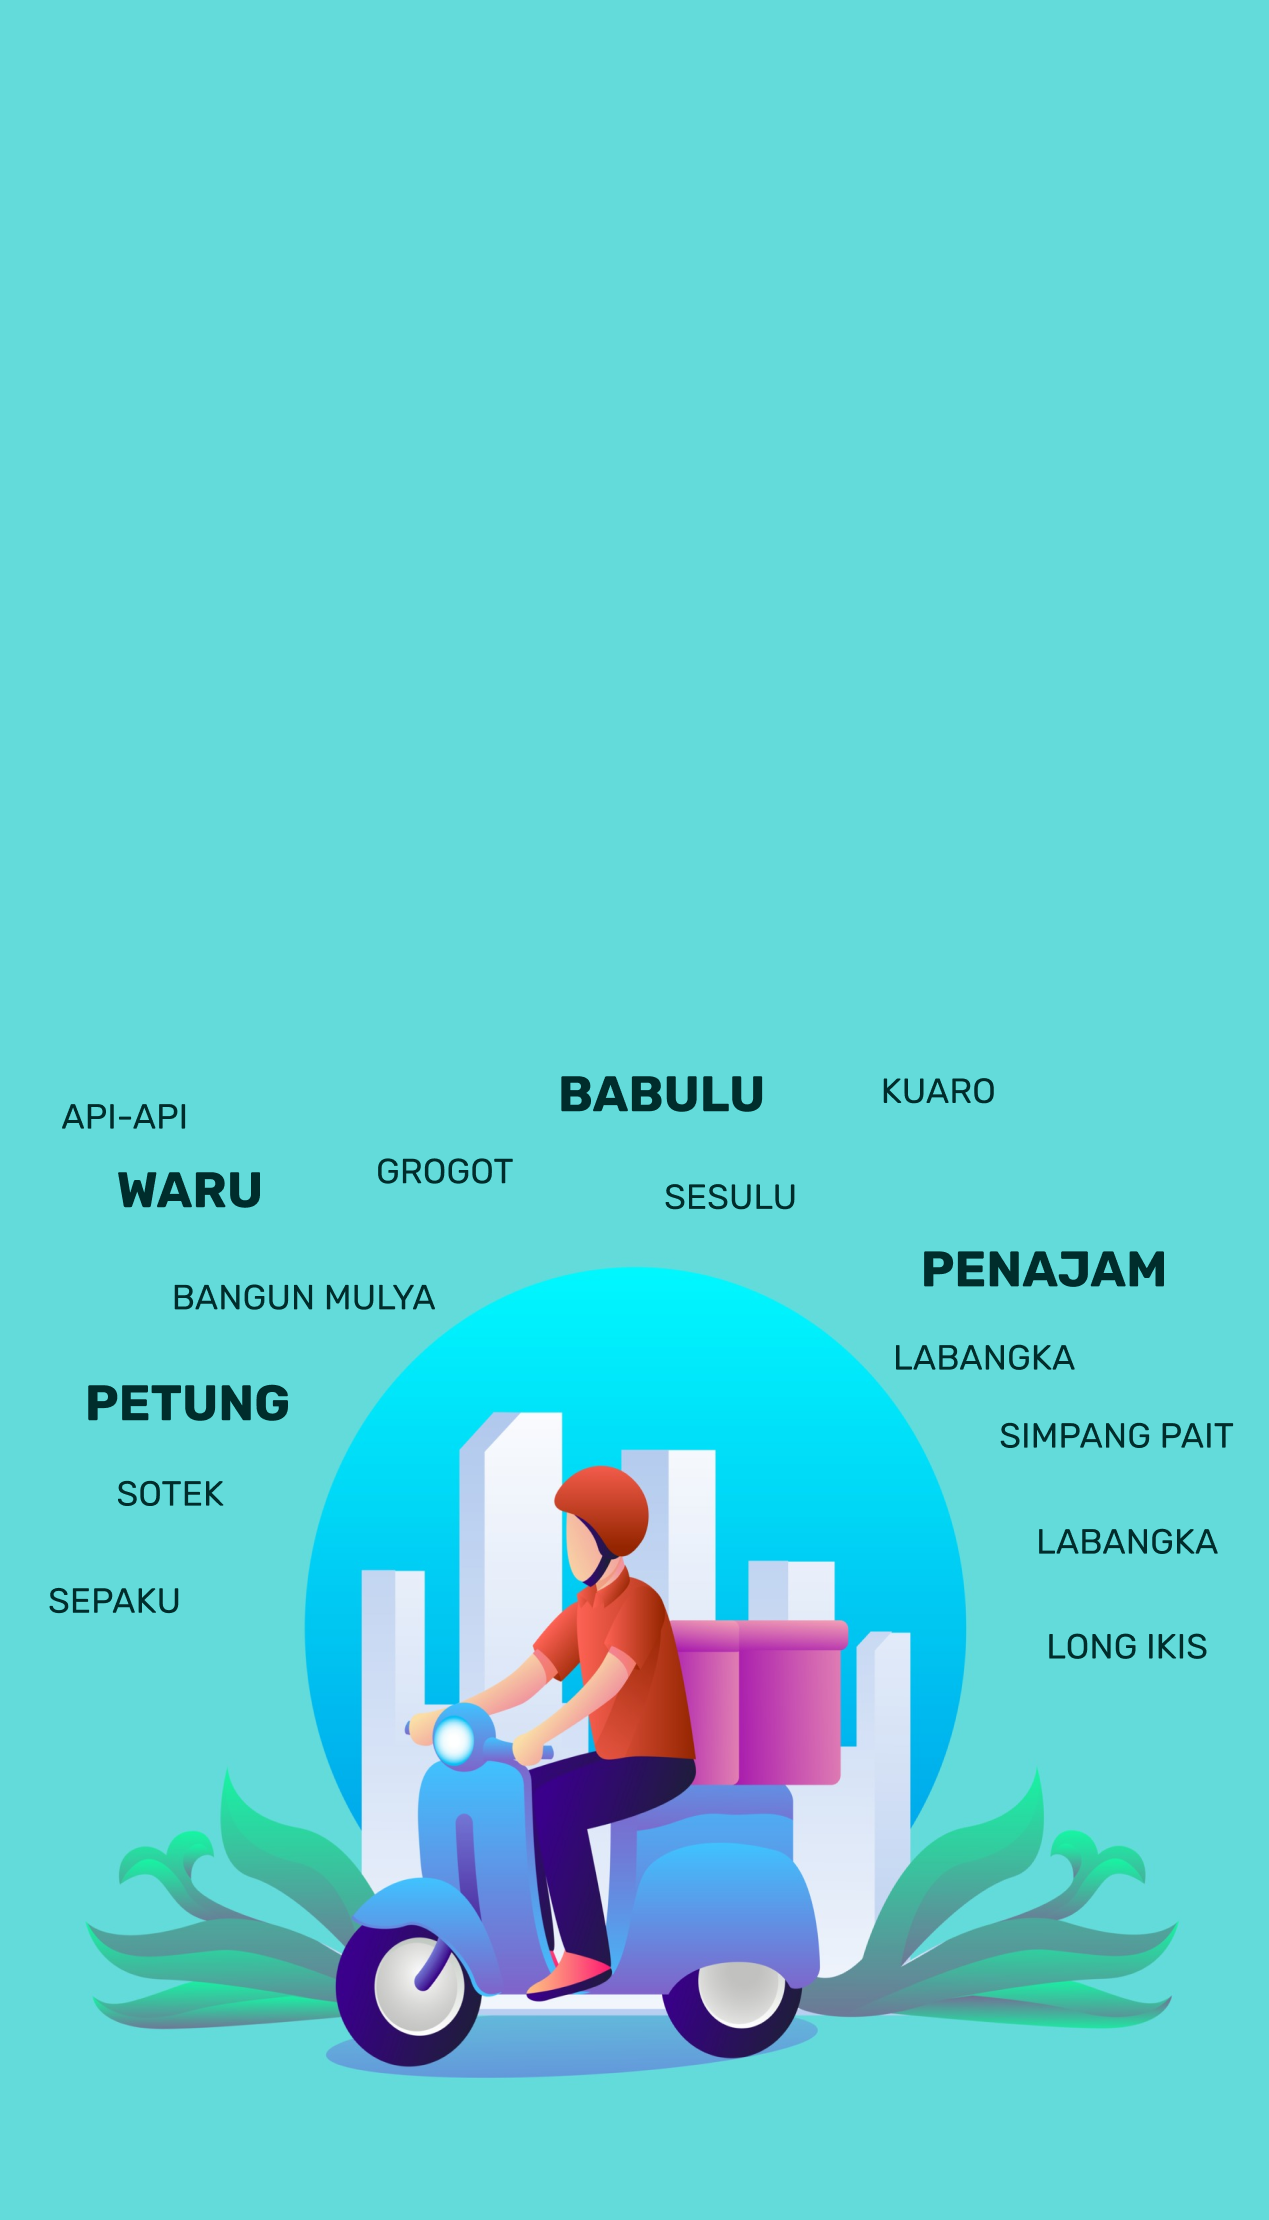 BABULU
KUARO
API-API
GROGOT
WARU
SESULU
PENAJAM
BANGUN MULYA
LABANGKA
PETUNG
SIMPANG PAIT
SOTEK
LABANGKA
SEPAKU
LONG IKIS